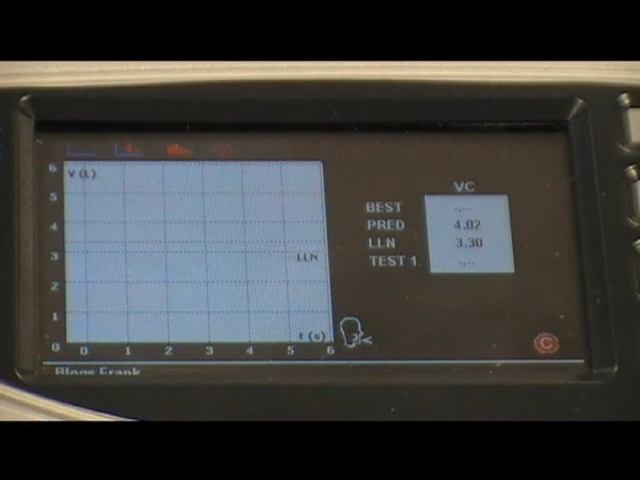 V (L)
6
5
4
3
2
1
0
LLN
t (s)
0 1 2 3 4 5 6
VC
BEST ----
PRED 4.02
LLN 3.30
TEST 1 ----
C
Blogs Frank